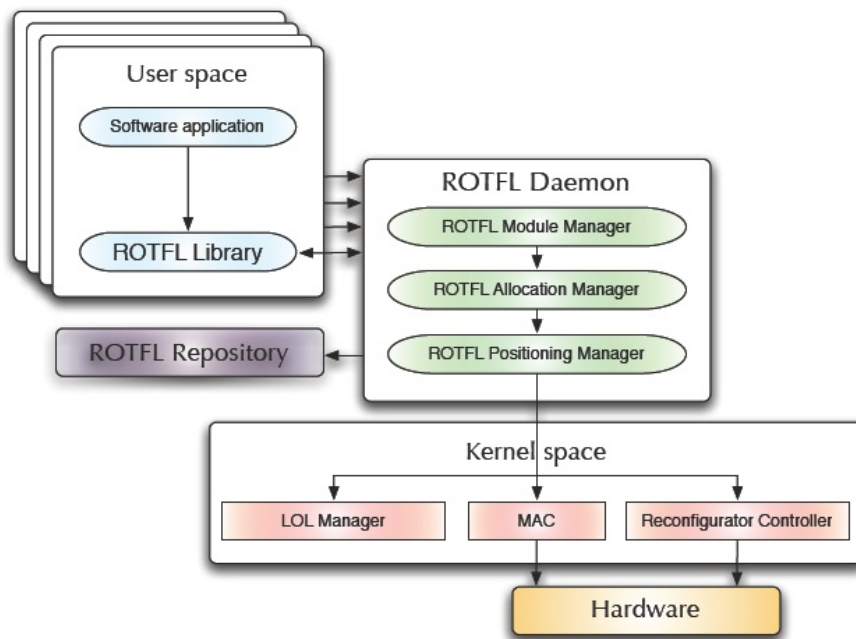 User space
Software application
ROTFL Library
ROTFL Daemon
ROTFL Module Manager
ROTFL Allocation Manager
ROTFL Positioning Manager
ROTFL Repository
Kernel space
LOL Manager
MAC
Reconfigurator Controller
Hardware